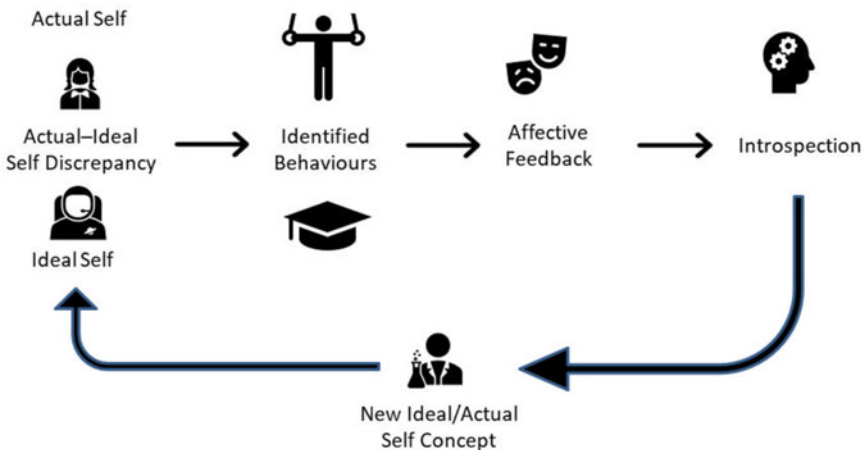 Actual Self
Actual–Ideal
Self Discrepancy
Ideal Self
Identified
Behaviours
Affective
Feedback
Introspection
New Ideal/Actual
Self Concept